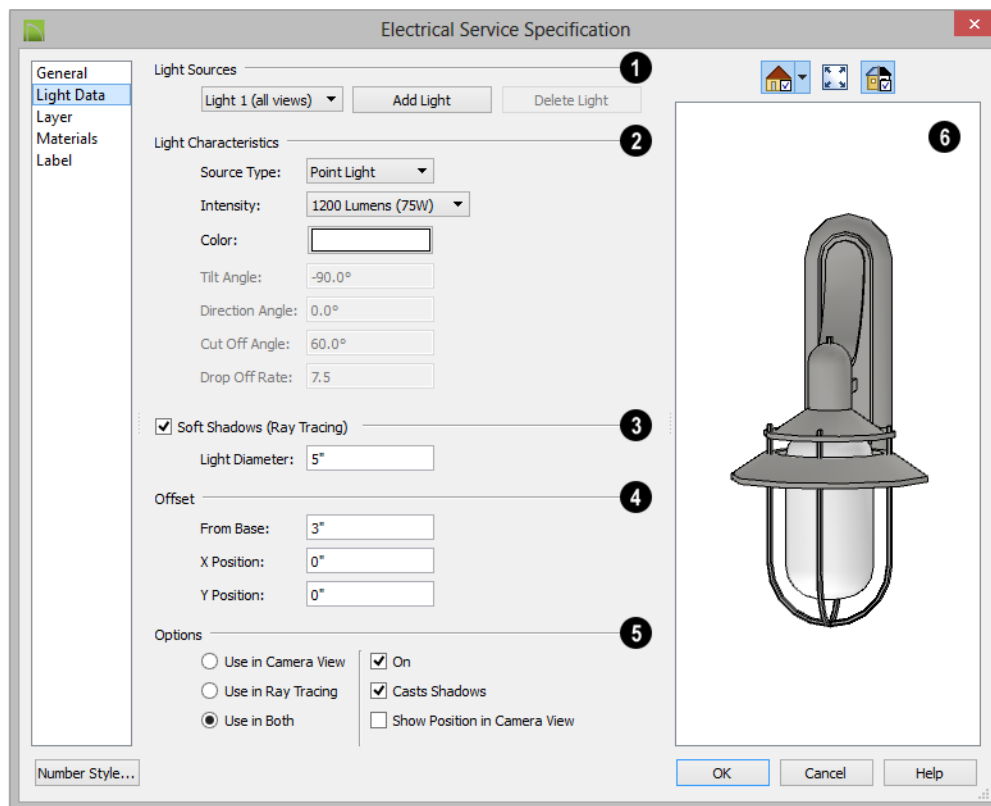 Electrical Service Specification
General
Light Data
Layer
Materials
Label
Light Sources
1
Light 1 (all views)
Add Light
Delete Light
Light Characteristics
2
Source Type:
Point Light
Intensity:
1200 Lumens (75W)
Color:
Tilt Angle:
-90.0°
Direction Angle:
0.0°
Cut Off Angle:
60.0°
Drop Off Rate:
7.5
Soft Shadows (Ray Tracing)
3
Light Diameter:
5"
Offset
4
From Base:
3"
X Position:
0"
Y Position:
0"
Options
5
Use in Camera View
On
Use in Ray Tracing
Casts Shadows
Use in Both
Show Position in Camera View
6
Number Style...
OK
Cancel
Help